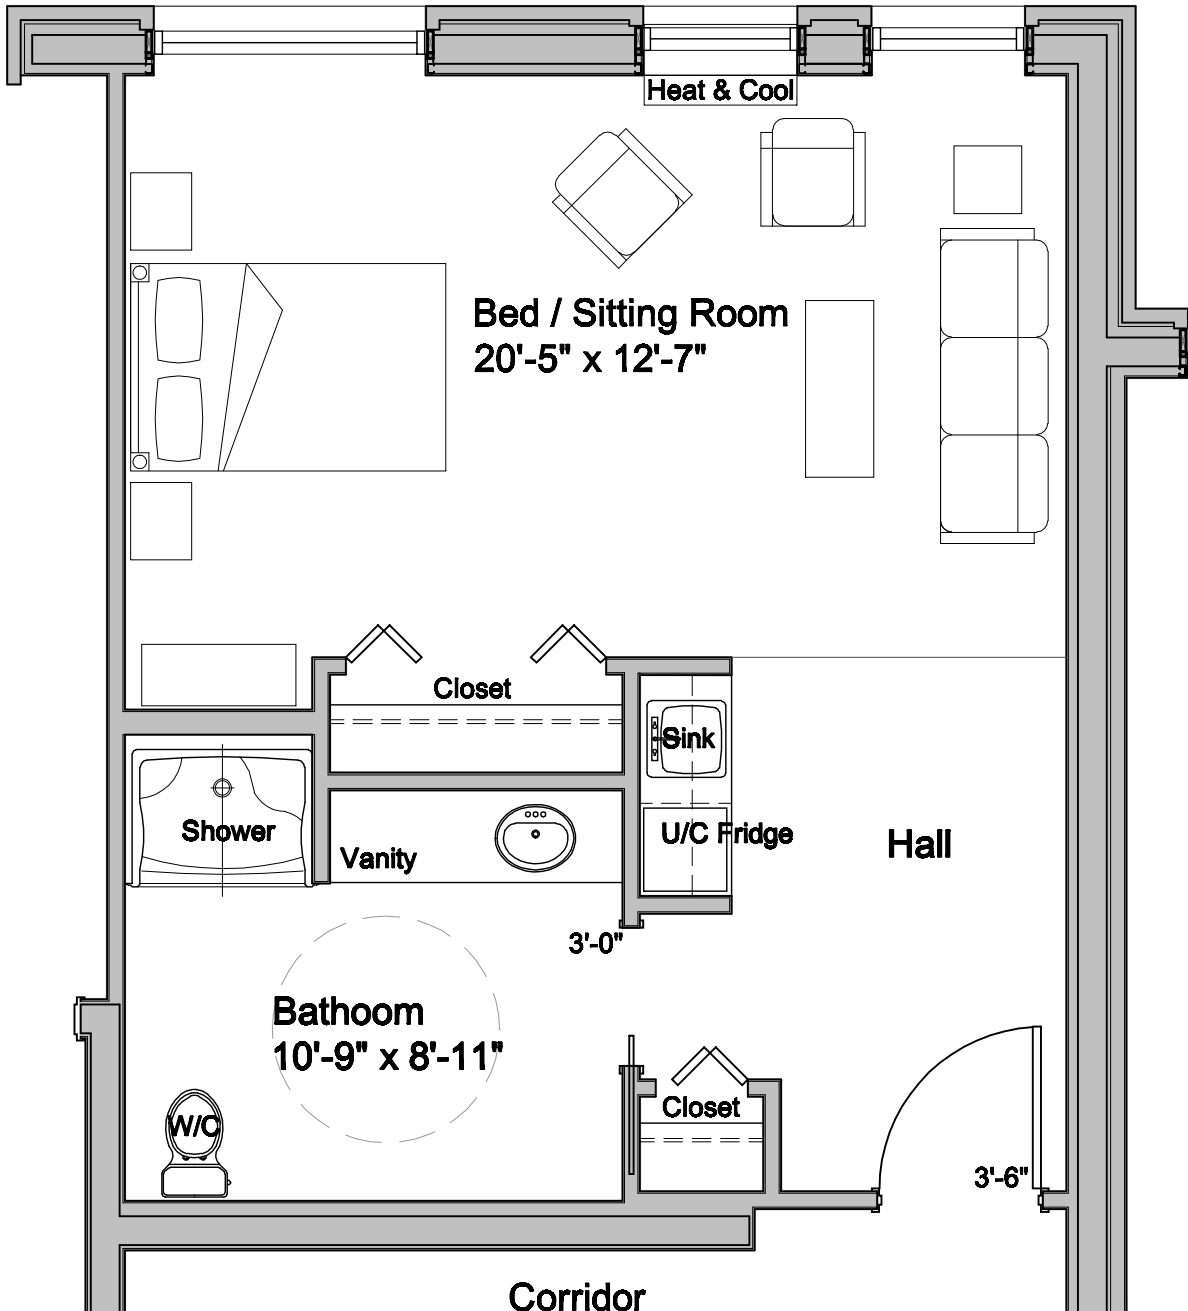 Heat & Cool
Bed / Sitting Room
20'-5" x 12'-7"
Closet
Sink
Shower
U/C Fridge
Vanity
Hall
3'-0"
Bathoom
10'-9" x 8'-11"
W/C
Closet
3'-6"
Corridor